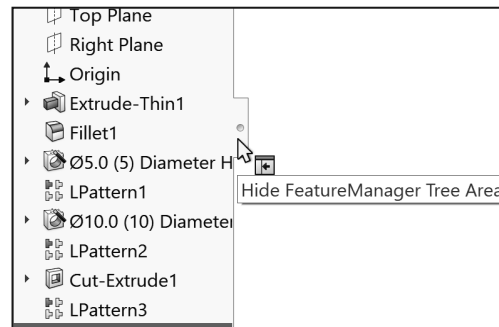 Top Plane
Right Plane
Origin
Extrude-Thin1
Fillet1
Ø5.0 (5) Diameter H
LPattern1
Hide FeatureManager Tree Area
Ø10.0 (10) Diameter
LPattern2
Cut-Extrude1
LPattern3